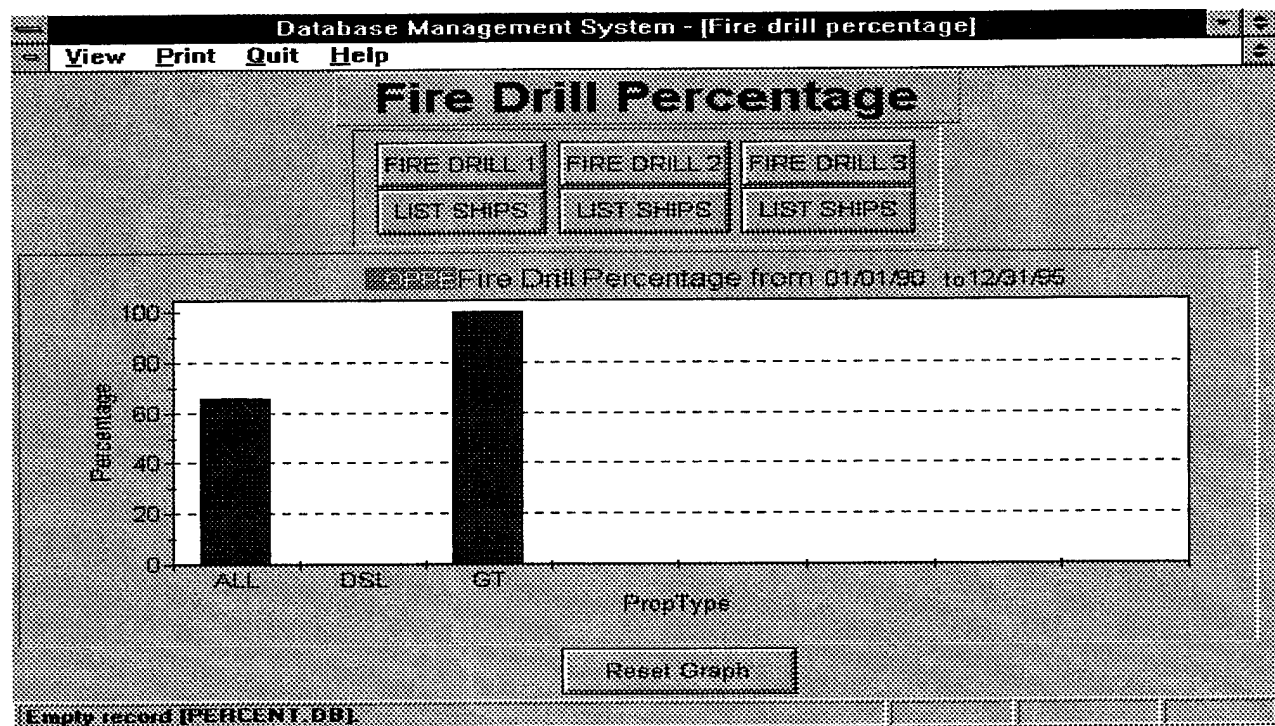 Database Management System - [Fire drill percentage]
View Print Quit Help
Fire Drill Percentage
FIRE DRILL 1 FIRE DRILL 2 FIRE DRILL 3
LIST SHIPS LIST SHIPS LIST SHIPS
Fire Drill Percentage from 01/01/90 to 12/31/95
100
80
60
40
20
0
Percentage
ALL DSL GT
PropType
Reset Graph
Empty record [PERCENT.DB].